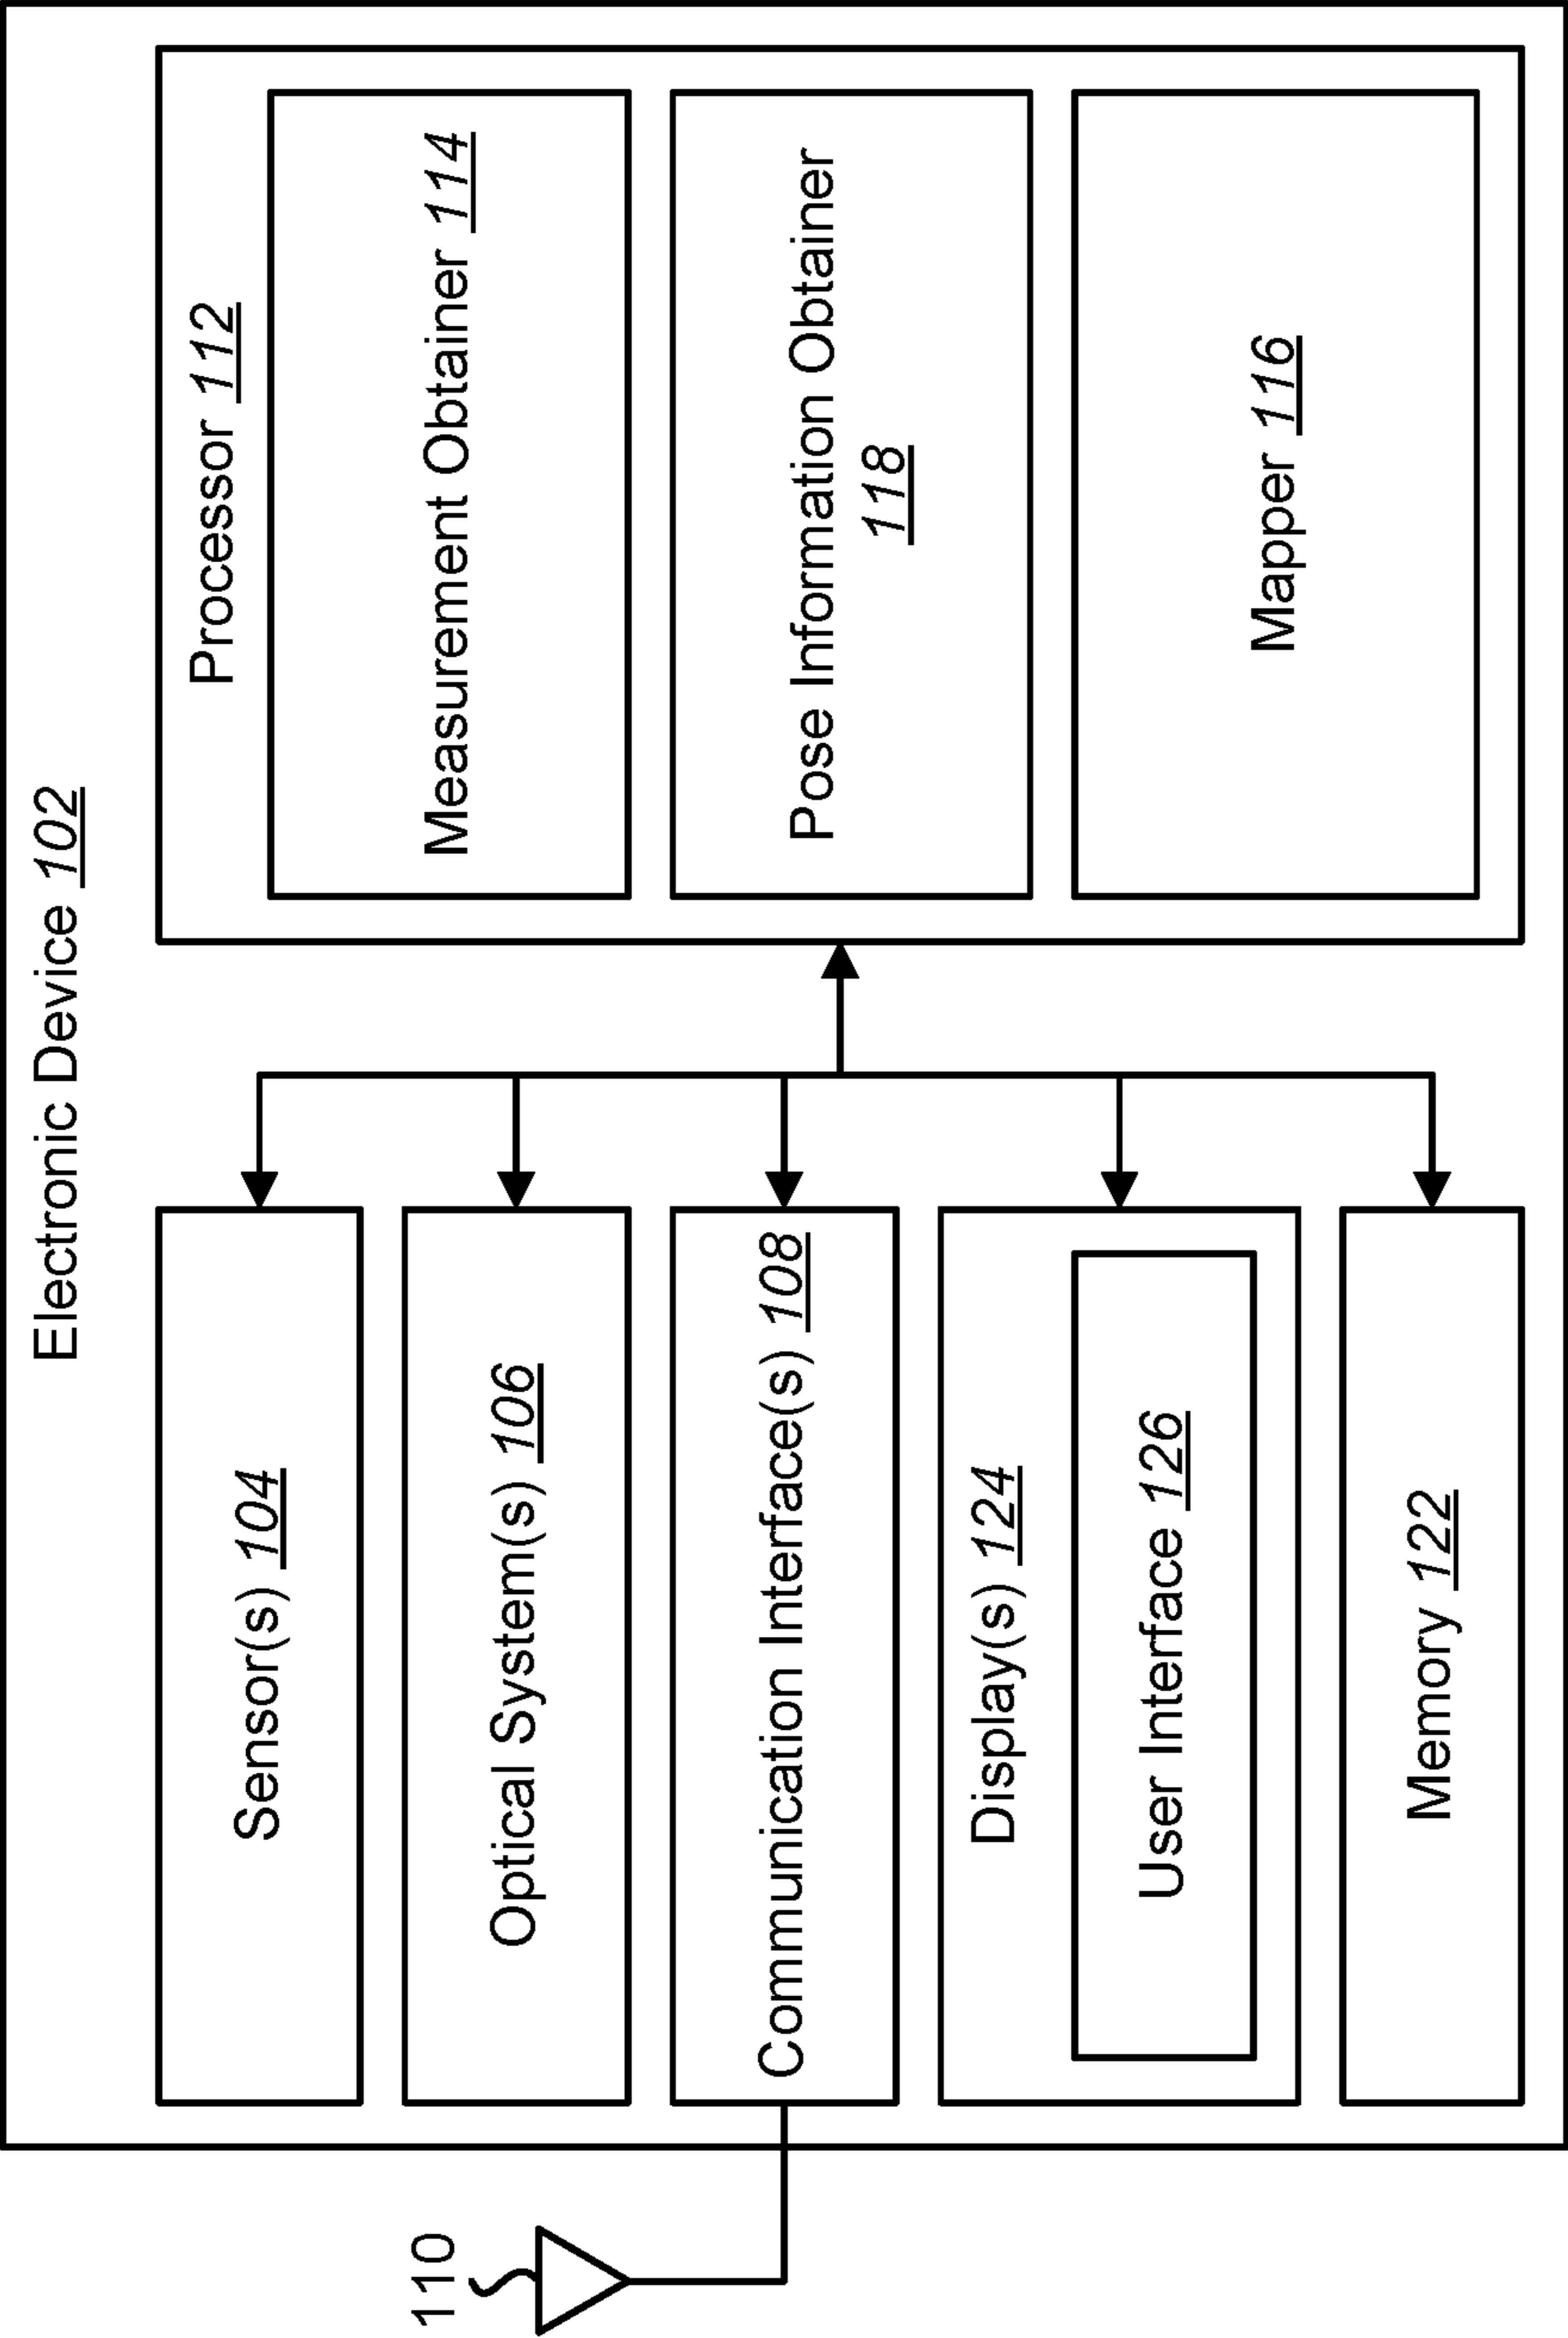 Electronic Device 102
110
Sensor(s) 104
Optical System(s) 106
Communication Interface(s) 108
Display(s) 124
User Interface 126
Memory 122
Processor 112
Measurement Obtainer 114
Pose Information Obtainer
118
Mapper 116